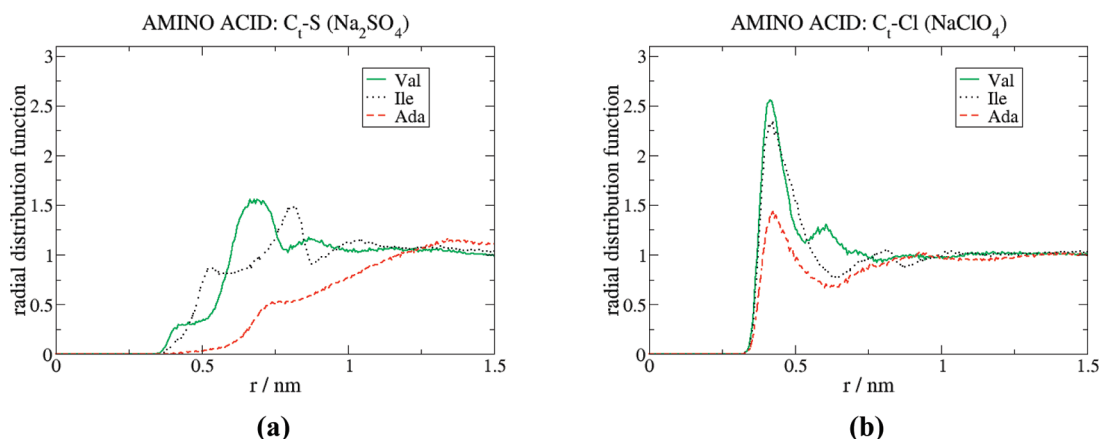 AMINO ACID: Cₜ-S (Na₂SO₄)
radial distribution function
3
2.5
2
1.5
1
0.5
0
Val
Ile
Ada
0
0.5
1
1.5
r / nm
(a)
AMINO ACID: Cₜ-Cl (NaClO₄)
radial distribution function
3
2.5
2
1.5
1
0.5
0
Val
Ile
Ada
0
0.5
1
1.5
r / nm
(b)